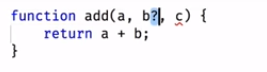 function add(a, b?, c) {
    return a + b;
}